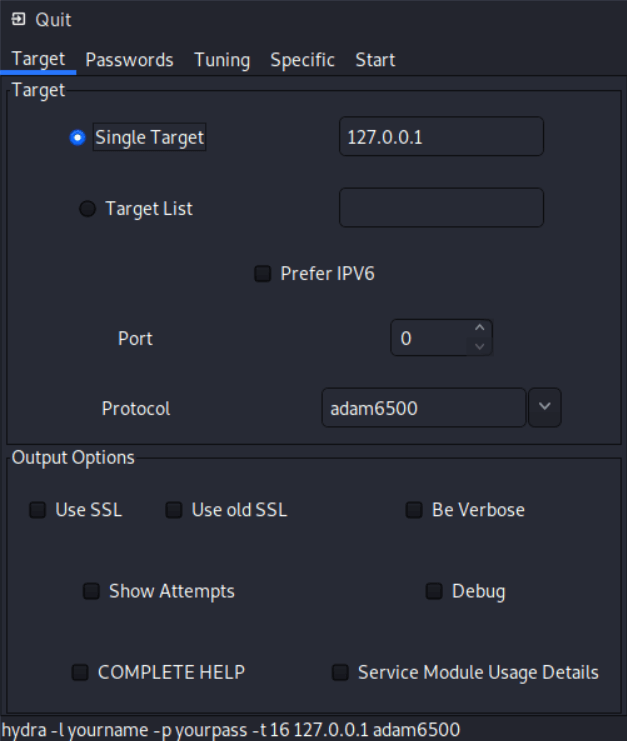 Quit
Target Passwords Tuning Specific Start
Target
Single Target 127.0.0.1
Target List
Prefer IPV6
Port 0
Protocol adam6500
Output Options
Use SSL Use old SSL Be Verbose
Show Attempts Debug
COMPLETE HELP Service Module Usage Details
hydra -l yourname -p yourpass -t 16 127.0.0.1 adam6500